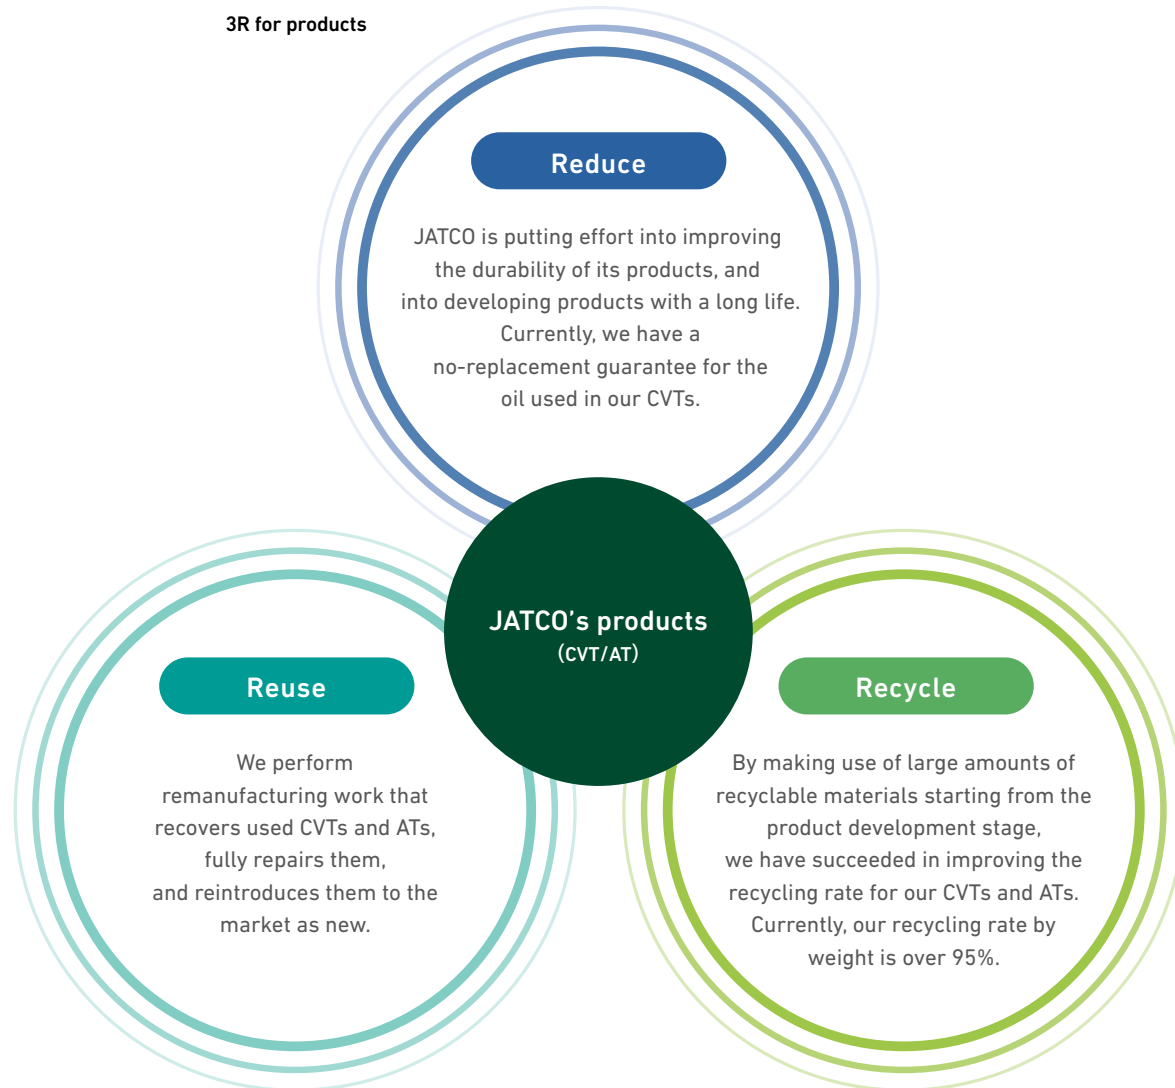 3R for products
Reduce
JATCO is putting effort into improving
the durability of its products, and
into developing products with a long life.
Currently, we have a
no-replacement guarantee for the
oil used in our CVTs.
JATCO’s products
(CVT/AT)
Reuse
We perform
remanufacturing work that
recovers used CVTs and ATs,
fully repairs them,
and reintroduces them to the
market as new.
Recycle
By making use of large amounts of
recyclable materials starting from the
product development stage,
we have succeeded in improving the
recycling rate for our CVTs and ATs.
Currently, our recycling rate by
weight is over 95%.